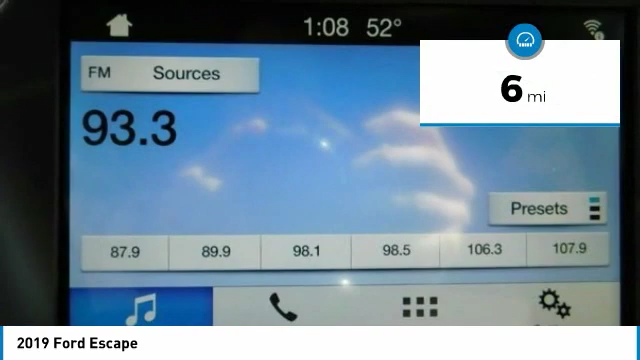 1:08 52°
FM Sources
6 mi
93.3
Presets
87.9 89.9 98.1 98.5 106.3 107.9
2019 Ford Escape